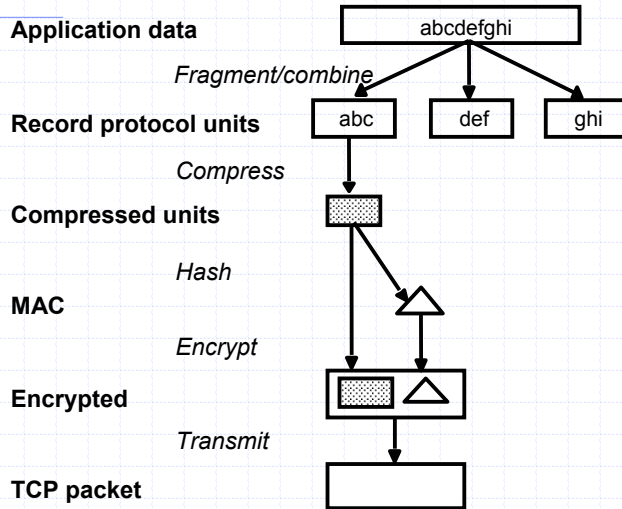 Application data
abcdefghi
Fragment/combine
Record protocol units
abc
def
ghi
Compress
Compressed units
Hash
MAC
Encrypt
Encrypted
Transmit
TCP packet